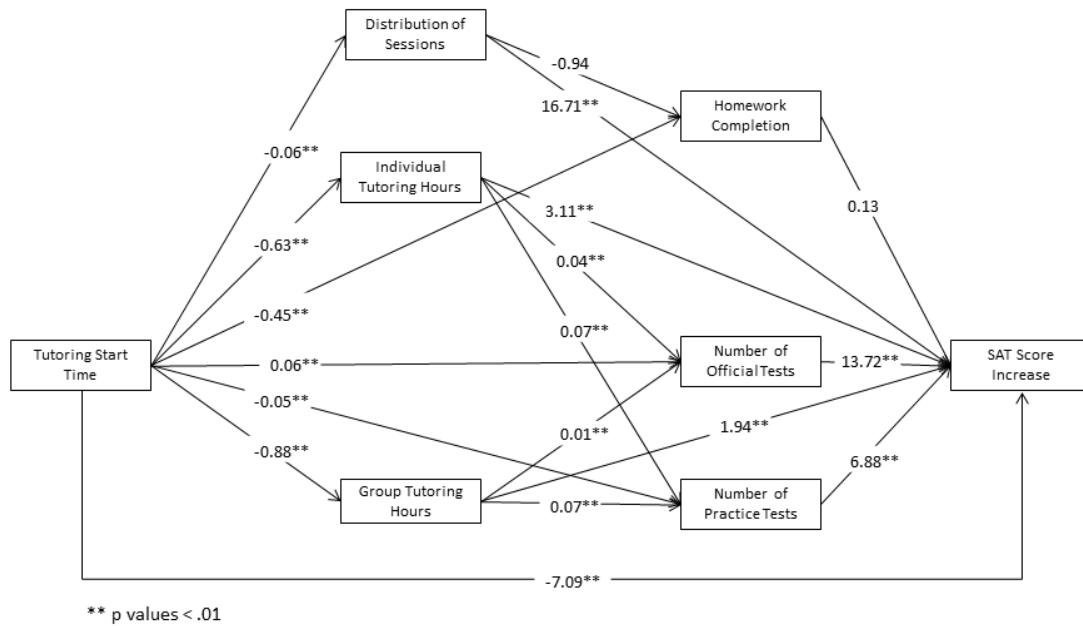 Distribution of
Sessions
-0.94
16.71**
Homework
Completion
-0.06**
Individual
Tutoring Hours
3.11**
0.13
-0.63**
0.04**
-0.45**
0.07**
Tutoring Start
Time
0.06**
Number of
Official Tests
13.72**
SAT Score
Increase
-0.05**
0.01**
1.94**
-0.88**
6.88**
Group Tutoring
Hours
0.07**
Number of
Practice Tests
-7.09**
** p values < .01